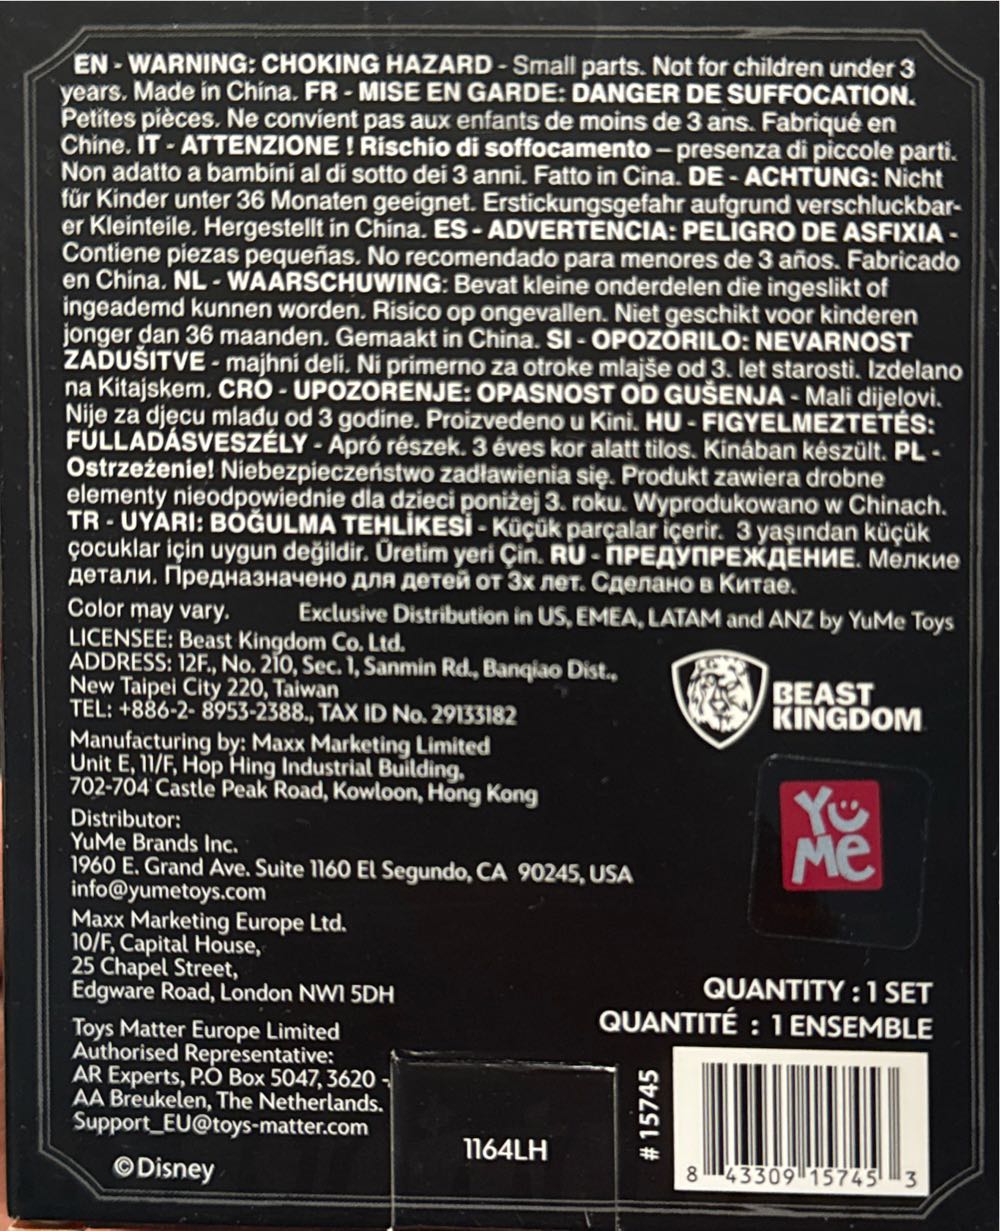 EN - WARNING: CHOKING HAZARD - Small parts. Not for children under 3
years. Made in China. FR - MISE EN GARDE: DANGER DE SUFFOCATION.
Petites pièces. Ne convient pas aux enfants de moins de 3 ans. Fabriqué en
Chine. IT - ATTENZIONE ! Rischio di soffocamento – presenza di piccole parti.
Non adatto a bambini al di sotto dei 3 anni. Fatto in Cina. DE - ACHTUNG: Nicht
für Kinder unter 36 Monaten geeignet. Erstickungsgefahr aufgrund verschluckbar-
er Kleinteile. Hergestellt in China. ES - ADVERTENCIA: PELIGRO DE ASFIXIA -
Contiene piezas pequeñas. No recomendado para menores de 3 años. Fabricado
en China. NL - WAARSCHUWING: Bevat kleine onderdelen die ingeslikt of
ingeademd kunnen worden. Risico op ongevallen. Niet geschikt voor kinderen
jonger dan 36 maanden. Gemaakt in China. SI - OPOZORILO: NEVARNOST
ZADUŠITVE - majhni deli. Ni primerno za otroke mlajše od 3. let starosti. Izdelano
na Kitajskem. CRO - UPOZORENJE: OPASNOST OD GUŠENJA - Mali dijelovi.
Nije za djecu mlađu od 3 godine. Proizvedeno u Kini. HU - FIGYELMEZTETÉS:
FULLADÁSVESZÉLY - Apró részek. 3 éves kor alatt tilos. Kínában készült. PL -
Ostrzeżenie! Niebezpieczeństwo zadławienia się. Produkt zawiera drobne
elementy nieodpowiednie dla dzieci poniżej 3. roku. Wyprodukowano w Chinach.
TR - UYARI: BOĞULMA TEHLİKESİ - Küçük parçalar içerir. 3 yaşından küçük
çocuklar için uygun değildir. Üretim yeri Çin. RU - ПРЕДУПРЕЖДЕНИЕ. Мелкие
детали. Предназначено для детей от 3х лет. Сделано в Китае.
Color may vary. Exclusive Distribution in US, EMEA, LATAM and ANZ by YuMe Toys
LICENSEE: Beast Kingdom Co. Ltd.
ADDRESS: 12F., No. 210, Sec. 1, Sanmin Rd., Banqiao Dist.,
New Taipei City 220, Taiwan
TEL: +886-2- 8953-2388., TAX ID No. 29133182
BEAST
KINGDOM
Manufacturing by: Maxx Marketing Limited
Unit E, 11/F, Hop Hing Industrial Building,
702-704 Castle Peak Road, Kowloon, Hong Kong
YuMe
Distributor:
YuMe Brands Inc.
1960 E. Grand Ave. Suite 1160 El Segundo, CA 90245, USA
info@yumetoys.com
Maxx Marketing Europe Ltd.
10/F, Capital House,
25 Chapel Street,
Edgware Road, London NW1 5DH
QUANTITY : 1 SET
QUANTITÉ : 1 ENSEMBLE
Toys Matter Europe Limited
Authorised Representative:
AR Experts, P.O Box 5047, 3620 -
AA Breukelen, The Netherlands.
Support_EU@toys-matter.com
©Disney
1164LH
# 15745
8 43309 15745 3